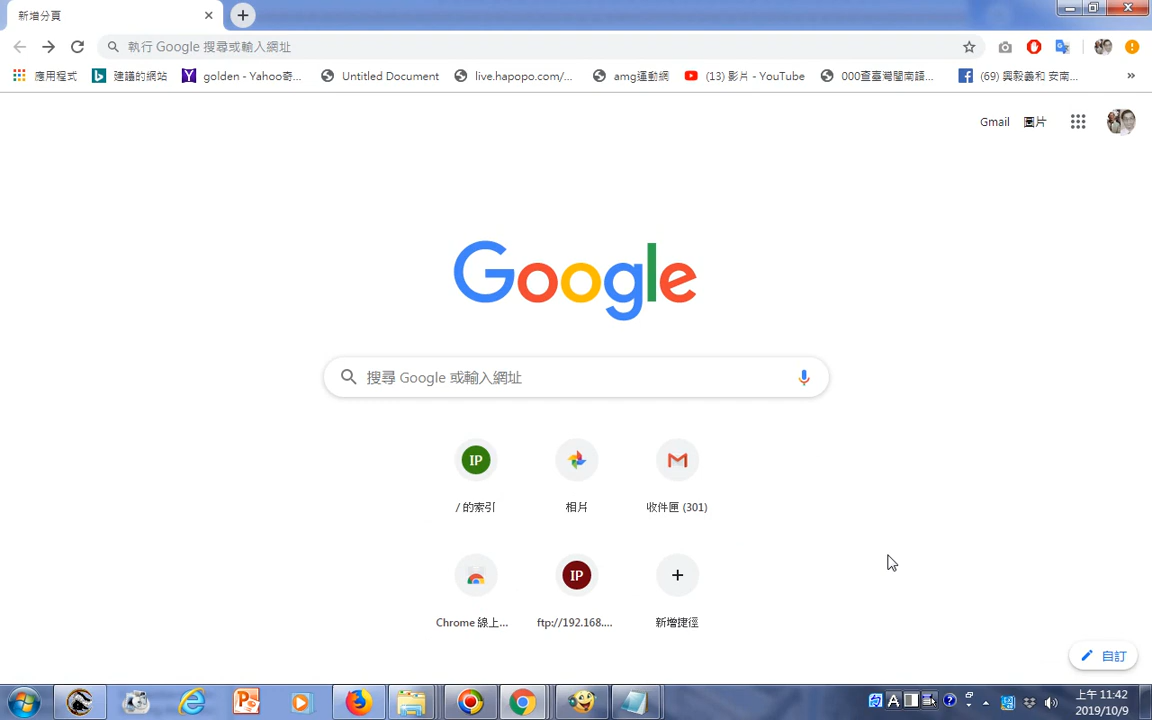 新增分頁
執行 Google 搜尋或輸入網址
應用程式 建議的網站 golden - Yahoo奇... Untitled Document live.hapopo.com/... amg運動網 (13) 影片 - YouTube 000查臺灣閩南語... (69) 興毅義和 安南... »
Gmail 圖片
Google
搜尋 Google 或輸入網址
IP
/ 的索引 相片 收件匣 (301)
IP
Chrome 線上... ftp://192.168.... 新增捷徑
自訂
上午 11:42
2019/10/9